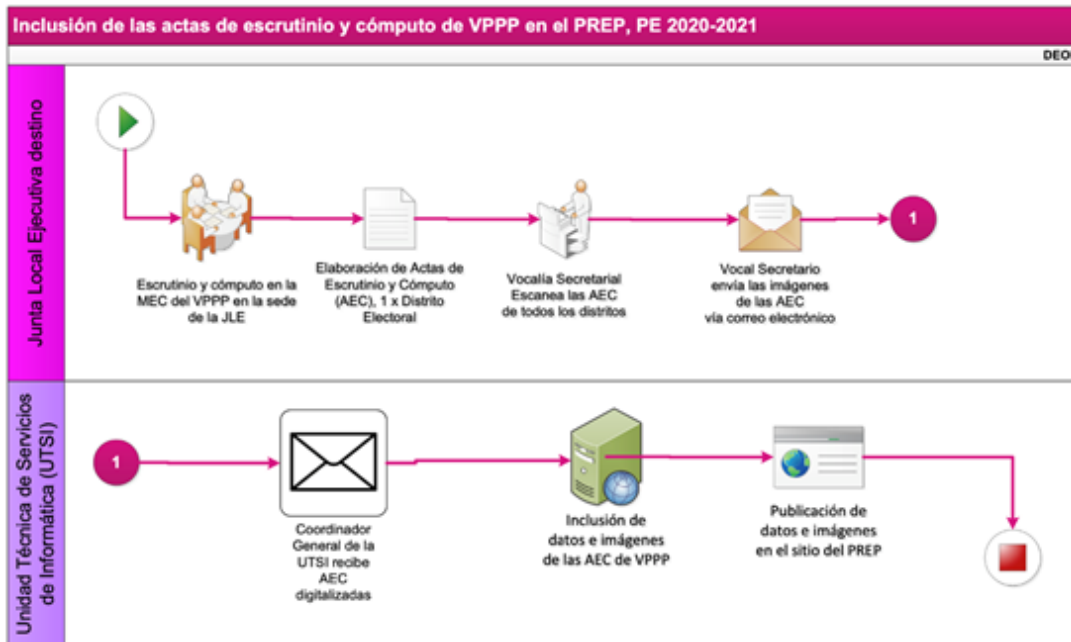 Inclusión de las actas de escrutinio y cómputo de VPPP en el PREP, PE 2020-2021
Junta Local Ejecutiva destino
Escrutinio y cómputo en la
MEC del VPPP en la sede
de la JLE
Elaboración de Actas de
Escrutinio y Cómputo
(AEC), 1 x Distrito
Electoral
Vocalía Secretarial
Escanea las AEC
de todos los distritos
Vocal Secretario
envía las imágenes
de las AEC
vía correo electrónico
1
Unidad Técnica de Servicios
de Informática (UTSI)
1
Coordinador
General de la
UTSI recibe
AEC
digitalizadas
Inclusión de
datos e imágenes
de las AEC de VPPP
Publicación de
datos e imágenes
en el sitio del PREP